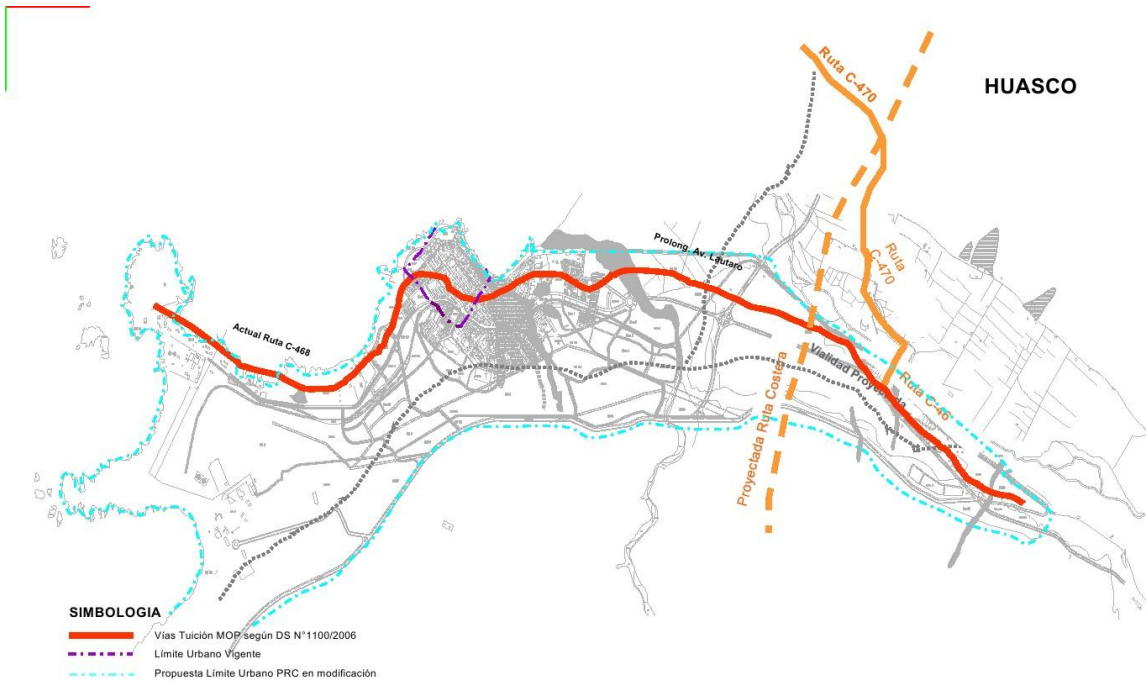 Ruta C-470
HUASCO
Prolong. Av. Lautaro
Ruta
C-470
Actual Ruta C-468
Vialidad Proyectada
Ruta C-46
Proyectada Ruta Costera
SIMBOLOGIA
Vías Tuición MOP según DS N°1100/2006
Límite Urbano Vigente
Propuesta Límite Urbano PRC en modificación